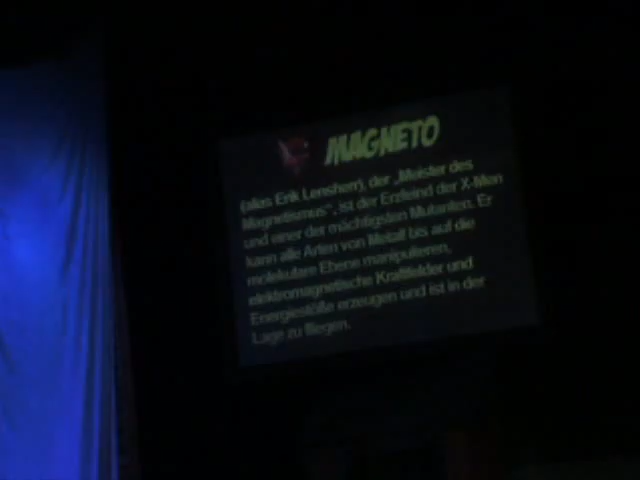 MAGNETO
(alias Erik Lensherr), der „Meister des
Magnetismus“, ist der Erzfeind der X-Men
und einer der mächtigsten Mutanten. Er
kann alle Arten von Metall bis auf die
molekulare Ebene manipulieren,
elektromagnetische Kraftfelder und
Energiestöße erzeugen und ist in der
Lage zu fliegen.